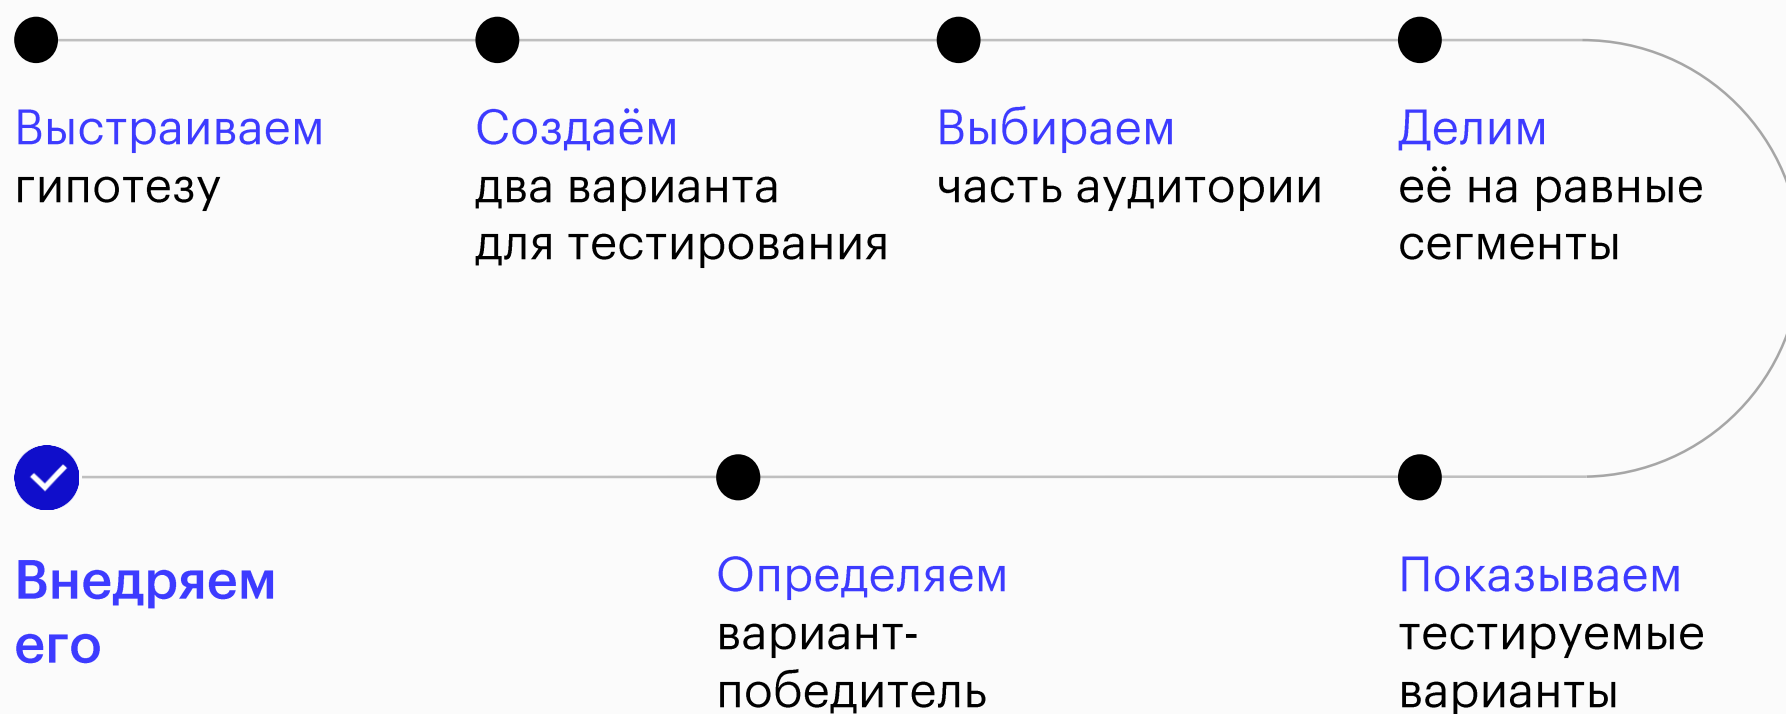 Выстраиваем
гипотезу
Создаём
два варианта
для тестирования
Выбираем
часть аудитории
Делим
её на равные
сегменты
Показываем
тестируемые
варианты
Определяем
вариант-
победитель
Внедряем
его